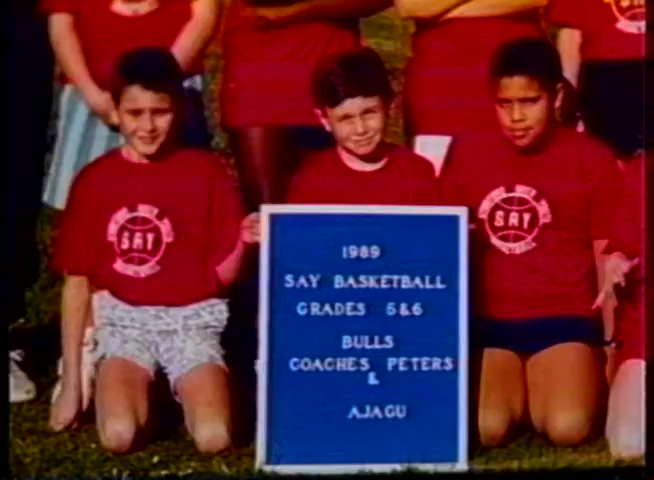 SAY
SAY
1989
SAY BASKETBALL
GRADES 5&6
BULLS
COACHES PETERS
&
AJAGU